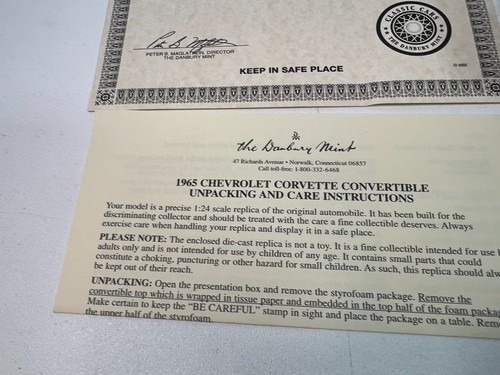 CLASSIC CARS
THE DANBURY MINT
PETER B. MAGLATHLIN, DIRECTOR
THE DANBURY MINT
KEEP IN SAFE PLACE
the Danbury Mint
47 Richards Avenue • Norwalk, Connecticut 06857
Call toll-free: 1-800-332-6468
1965 CHEVROLET CORVETTE CONVERTIBLE
UNPACKING AND CARE INSTRUCTIONS
Your model is a precise 1:24 scale replica of the original automobile. It has been built for the
discriminating collector and should be treated with the care a fine collectible deserves. Always
exercise care when handling your replica and display it in a safe place.
PLEASE NOTE: The enclosed die-cast replica is not a toy. It is a fine collectible intended for use b
adults only and is not intended for use by children of any age. It contains small parts that could
constitute a choking, puncturing or other hazard for small children. As such, this replica should alw
be kept out of their reach.
UNPACKING: Open the presentation box and remove the styrofoam package. Remove the
convertible top which is wrapped in tissue paper and embedded in the top half of the foam packag
Make certain to keep the "BE CAREFUL" stamp in sight and place the package on a table. Rem
the upper half of the styrofoam.